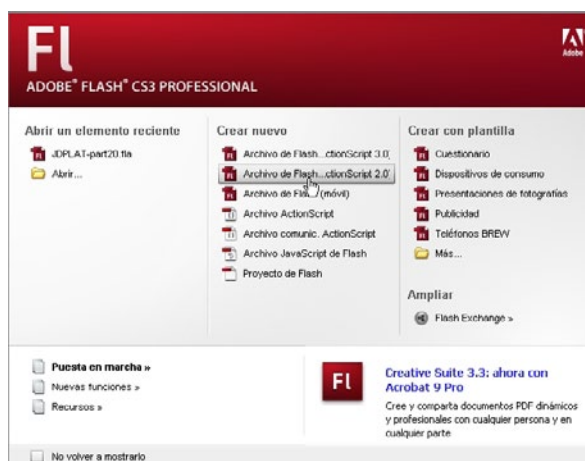 Fl
Adobe
ADOBE® FLASH® CS3 PROFESSIONAL
Abrir un elemento reciente
JDPLAT-part20.fla
Abrir...
Crear nuevo
Archivo de Flash...ctionScript 3.0)
Archivo de Flash...ctionScript 2.0)
Archivo de Flash (móvil)
Archivo ActionScript
Archivo comunic. ActionScript
Archivo JavaScript de Flash
Proyecto de Flash
Crear con plantilla
Cuestionario
Dispositivos de consumo
Presentaciones de fotografías
Publicidad
Teléfonos BREW
Más...
Ampliar
Flash Exchange »
Puesta en marcha »
Nuevas funciones »
Recursos »
Fl
Creative Suite 3.3: ahora con
Acrobat 9 Pro
Cree y comparta documentos PDF dinámicos
y profesionales con cualquier persona y en
cualquier parte
No volver a mostrarlo